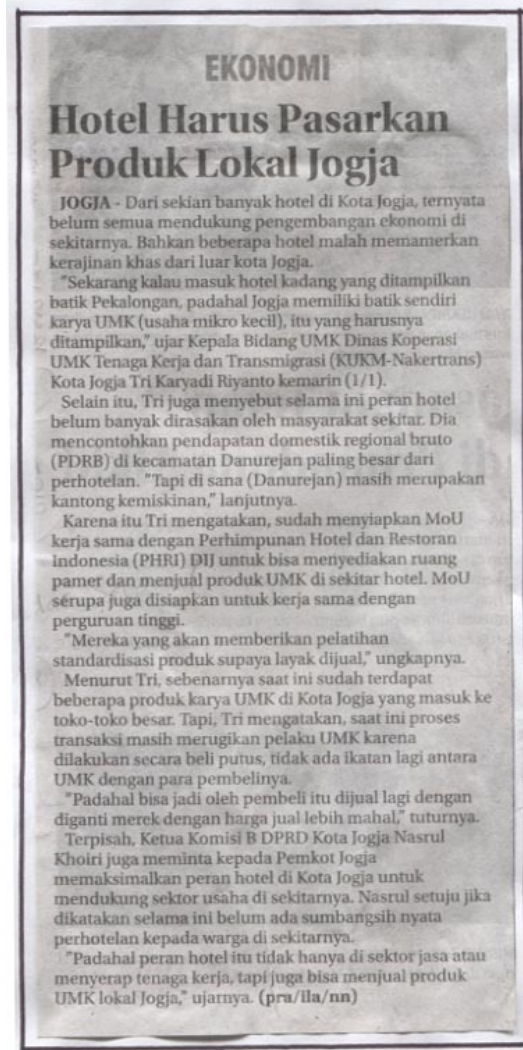 EKONOMI
Hotel Harus Pasarkan
Produk Lokal Jogja
JOGJA - Dari sekian banyak hotel di Kota Jogja, ternyata
belum semua mendukung pengembangan ekonomi di
sekitarnya. Bahkan beberapa hotel malah memamerkan
kerajinan khas dari luar kota Jogja.
"Sekarang kalau masuk hotel kadang yang ditampilkan
batik Pekalongan, padahal Jogja memiliki batik sendiri
karya UMK (usaha mikro kecil), itu yang harusnya
ditampilkan," ujar Kepala Bidang UMK Dinas Koperasi
UMK Tenaga Kerja dan Transmigrasi (KUKM-Nakertrans)
Kota Jogja Tri Karyadi Riyanto kemarin (1/1).
Selain itu, Tri juga menyebut selama ini peran hotel
belum banyak dirasakan oleh masyarakat sekitar. Dia
mencontohkan pendapatan domestik regional bruto
(PDRB) di kecamatan Danurejan paling besar dari
perhotelan. "Tapi di sana (Danurejan) masih merupakan
kantong kemiskinan," lanjutnya.
Karena itu Tri mengatakan, sudah menyiapkan MoU
kerja sama dengan Perhimpunan Hotel dan Restoran
Indonesia (PHRI) DIJ untuk bisa menyediakan ruang
pamer dan menjual produk UMK di sekitar hotel. MoU
serupa juga disiapkan untuk kerja sama dengan
perguruan tinggi.
"Mereka yang akan memberikan pelatihan
standardisasi produk supaya layak dijual," ungkapnya.
Menurut Tri, sebenarnya saat ini sudah terdapat
beberapa produk karya UMK di Kota Jogja yang masuk ke
toko-toko besar. Tapi, Tri mengatakan, saat ini proses
transaksi masih merugikan pelaku UMK karena
dilakukan secara beli putus, tidak ada ikatan lagi antara
UMK dengan para pembelinya.
"Padahal bisa jadi oleh pembeli itu dijual lagi dengan
diganti merek dengan harga jual lebih mahal," tuturnya.
Terpisah, Ketua Komisi B DPRD Kota Jogja Nasrul
Khoiri juga meminta kepada Pemkot Jogja
memaksimalkan peran hotel di Kota Jogja untuk
mendukung sektor usaha di sekitarnya. Nasrul setuju jika
dikatakan selama ini belum ada sumbangsih nyata
perhotelan kepada warga di sekitarnya.
"Padahal peran hotel itu tidak hanya di sektor jasa atau
menyerap tenaga kerja, tapi juga bisa menjual produk
UMK lokal Jogja," ujarnya. (pra/ila/nn)